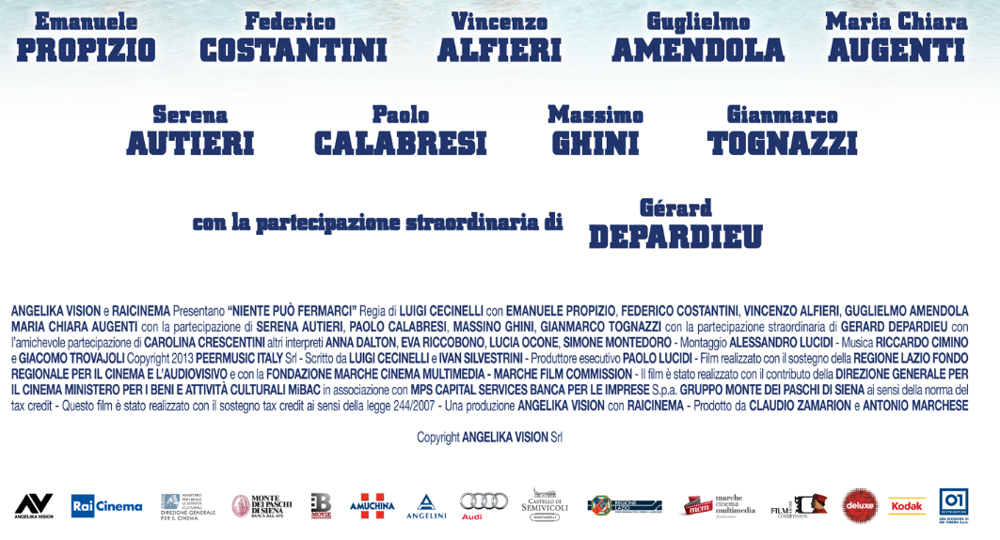 Emanuele Federico Vincenzo Guglielmo Maria Chiara
PROPIZIO COSTANTINI ALFIERI AMENDOLA AUGENTI
Serena Paolo Massimo Gianmarco
AUTIERI CALABRESI GHINI TOGNAZZI
con la partecipazione straordinaria di Gérard
DEPARDIEU
ANGELIKA VISION e RAICINEMA Presentano “NIENTE PUÒ FERMARCI” Regia di LUIGI CECINELLI con EMANUELE PROPIZIO, FEDERICO COSTANTINI, VINCENZO ALFIERI, GUGLIELMO AMENDOLA
MARIA CHIARA AUGENTI con la partecipazione di SERENA AUTIERI, PAOLO CALABRESI, MASSINO GHINI, GIANMARCO TOGNAZZI con la partecipazione straordinaria di GERARD DEPARDIEU con
l'amichevole partecipazione di CAROLINA CRESCENTINI altri interpreti ANNA DALTON, EVA RICCOBONO, LUCIA OCONE, SIMONE MONTEDORO - Montaggio ALESSANDRO LUCIDI - Musica RICCARDO CIMINO
e GIACOMO TROVAJOLI Copyright 2013 PEERMUSIC ITALY Srl - Scritto da LUIGI CECINELLI e IVAN SILVESTRINI - Produttore esecutivo PAOLO LUCIDI - Film realizzato con il sostegno della REGIONE LAZIO FONDO
REGIONALE PER IL CINEMA E L'AUDIOVISIVO e con la FONDAZIONE MARCHE CINEMA MULTIMEDIA - MARCHE FILM COMMISSION - Il film è stato realizzato con il contributo della DIREZIONE GENERALE PER
IL CINEMA MINISTERO PER I BENI E ATTIVITÀ CULTURALI MiBAC in associazione con MPS CAPITAL SERVICES BANCA PER LE IMPRESE S.p.a. GRUPPO MONTE DEI PASCHI DI SIENA ai sensi della norma del
tax credit - Questo film è stato realizzato con il sostegno tax credit ai sensi della legge 244/2007 - Una produzione ANGELIKA VISION con RAICINEMA - Prodotto da CLAUDIO ZAMARION e ANTONIO MARCHESE
Copyright ANGELIKA VISION Srl
ANGELIKA VISION
Rai Cinema
DIREZIONE GENERALE
PER IL CINEMA
MONTE
DEI PASCHI
DI SIENA
BANCA DAL 1472
MOVIE
AMUCHINA
ANGELINI
Audi
CASTELLO DI
SEMIVICOLI
MASCIARELLI
REGIONE
LAZIO
mcm
marche
cinema
multimedia
fondazione
FILM
COMMISSION
deluxe
Kodak
01
DISTRIBUTION
UNA DIVISIONE DI
RAI CINEMA S.P.A.